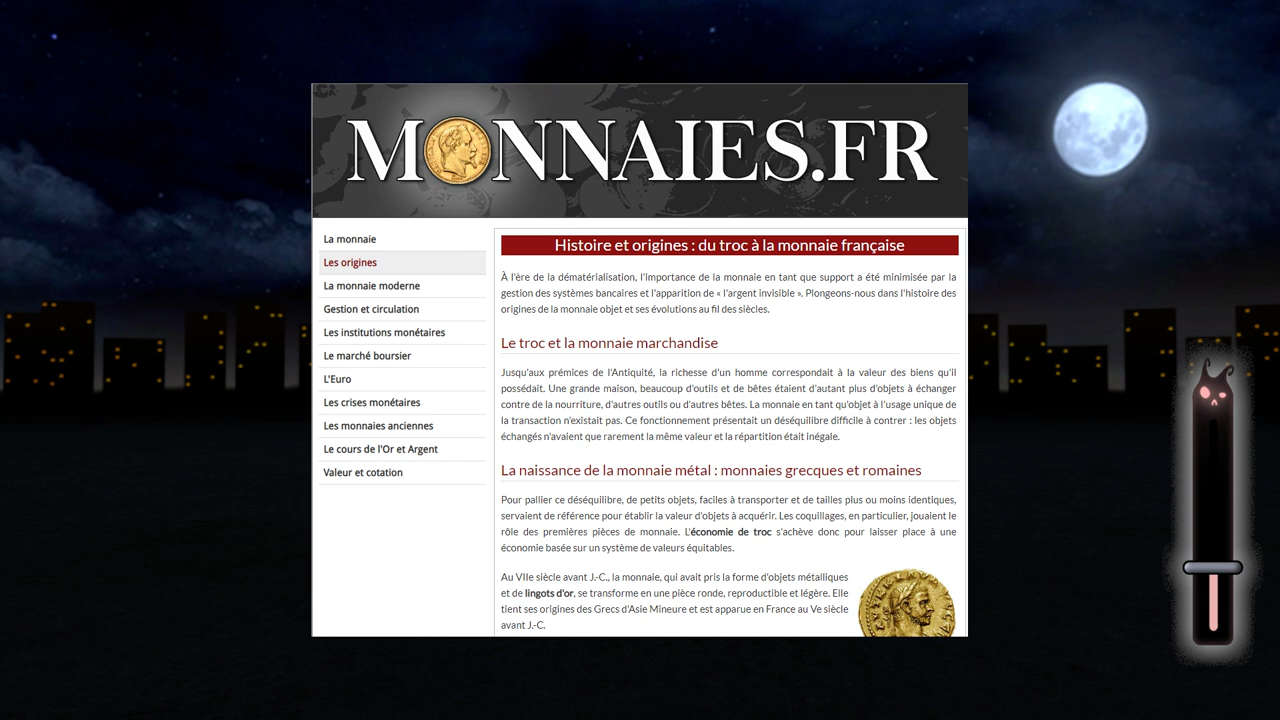 MONNAIES.FR
La monnaie
Les origines
La monnaie moderne
Gestion et circulation
Les institutions monétaires
Le marché boursier
L'Euro
Les crises monétaires
Les monnaies anciennes
Le cours de l'Or et Argent
Valeur et cotation
Histoire et origines : du troc à la monnaie française
À l'ère de la dématérialisation, l'importance de la monnaie en tant que support a été minimisée par la
gestion des systèmes bancaires et l'apparition de « l'argent invisible ». Plongeons-nous dans l'histoire des
origines de la monnaie objet et ses évolutions au fil des siècles.
Le troc et la monnaie marchandise
Jusqu'aux prémices de l'Antiquité, la richesse d'un homme correspondait à la valeur des biens qu'il
possédait. Une grande maison, beaucoup d'outils et de bêtes étaient d'autant plus d'objets à échanger
contre de la nourriture, d'autres outils ou d'autres bêtes. La monnaie en tant qu'objet à l'usage unique de
la transaction n'existait pas. Ce fonctionnement présentait un déséquilibre difficile à contrer : les objets
échangés n'avaient que rarement la même valeur et la répartition était inégale.
La naissance de la monnaie métal : monnaies grecques et romaines
Pour pallier ce déséquilibre, de petits objets, faciles à transporter et de tailles plus ou moins identiques,
servaient de référence pour établir la valeur d'objets à acquérir. Les coquillages, en particulier, jouaient le
rôle des premières pièces de monnaie. L'économie de troc s'achève donc pour laisser place à une
économie basée sur un système de valeurs équitables.
Au VIIe siècle avant J.-C., la monnaie, qui avait pris la forme d'objets métalliques
et de lingots d'or, se transforme en une pièce ronde, reproductible et légère. Elle
tient ses origines des Grecs d'Asie Mineure et est apparue en France au Ve siècle
avant J.-C.